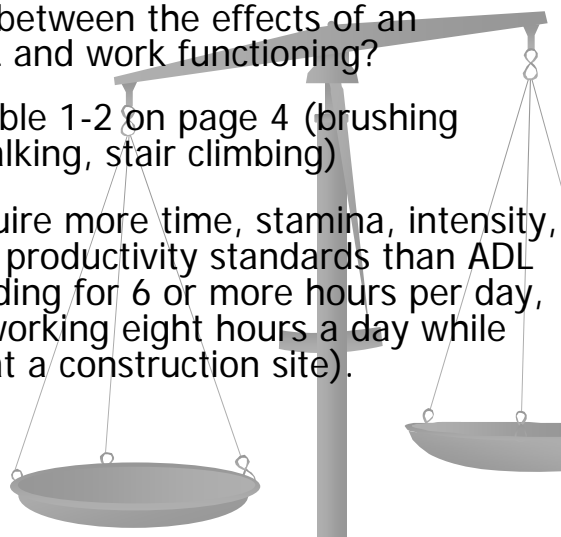 between the effects of an
and work functioning?
ble 1-2 on page 4 (brushing
alking, stair climbing)
uire more time, stamina, intensity,
productivity standards than ADL
ding for 6 or more hours per day,
working eight hours a day while
at a construction site).